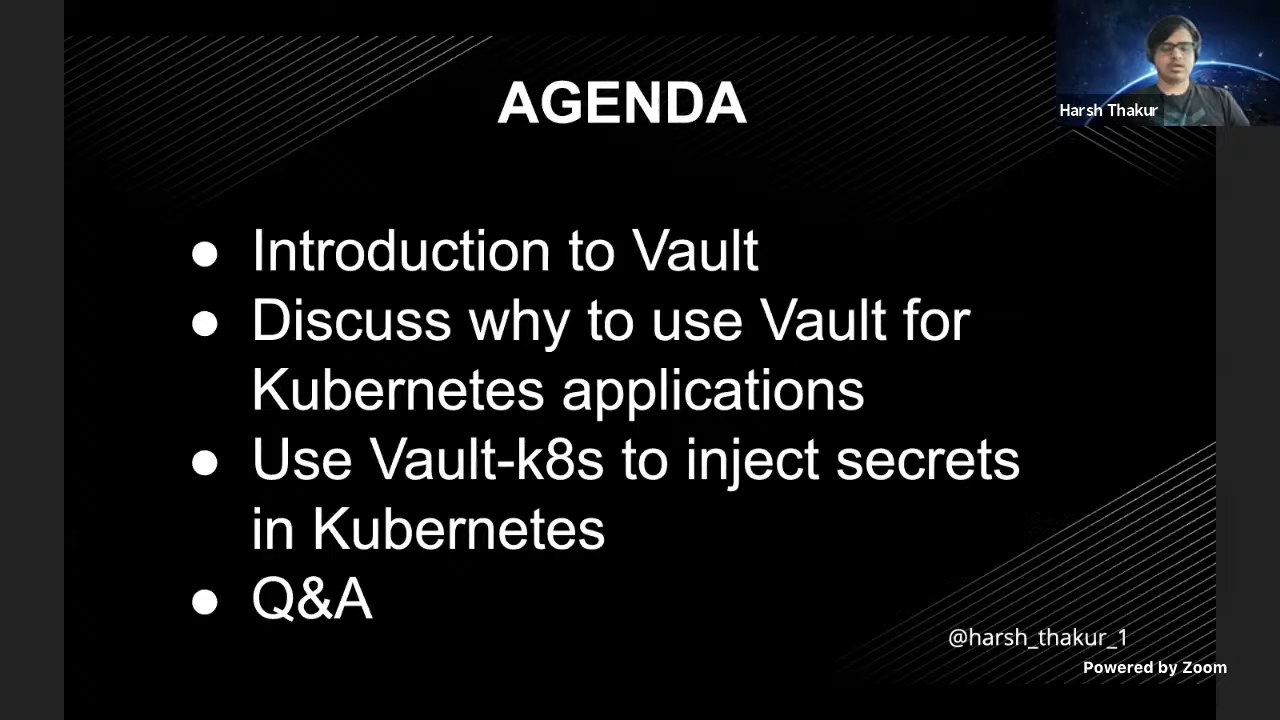 AGENDA
Harsh Thakur
● Introduction to Vault
● Discuss why to use Vault for
Kubernetes applications
● Use Vault-k8s to inject secrets
in Kubernetes
● Q&A
@harsh_thakur_1
Powered by Zoom